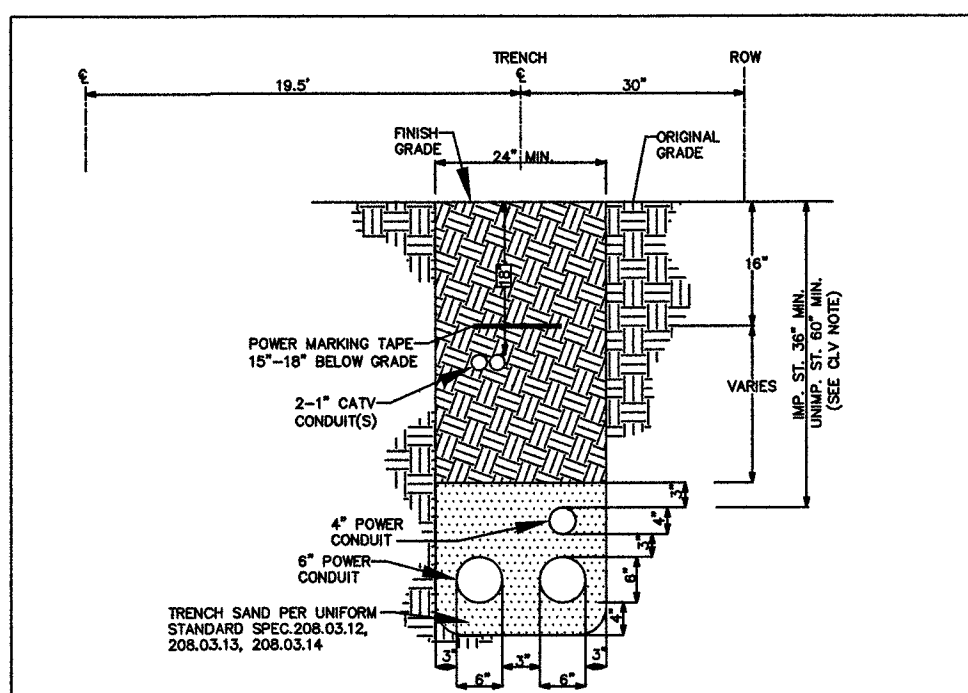 TRENCH
ROW
℄
℄
19.5'
30"
FINISH
GRADE
24" MIN.
ORIGINAL
GRADE
18"
16"
IMP. ST. 36" MIN.
UNIMP. ST. 60" MIN.
(SEE CLV NOTE)
POWER MARKING TAPE
15"-18" BELOW GRADE
VARIES
2-1" CATV
CONDUIT(S)
3"
4" POWER
CONDUIT
4"
3"
6" POWER
CONDUIT
6"
TRENCH SAND PER UNIFORM
STANDARD SPEC.208.03.12,
208.03.13, 208.03.14
4"
3"
6"
3"
6"
3"